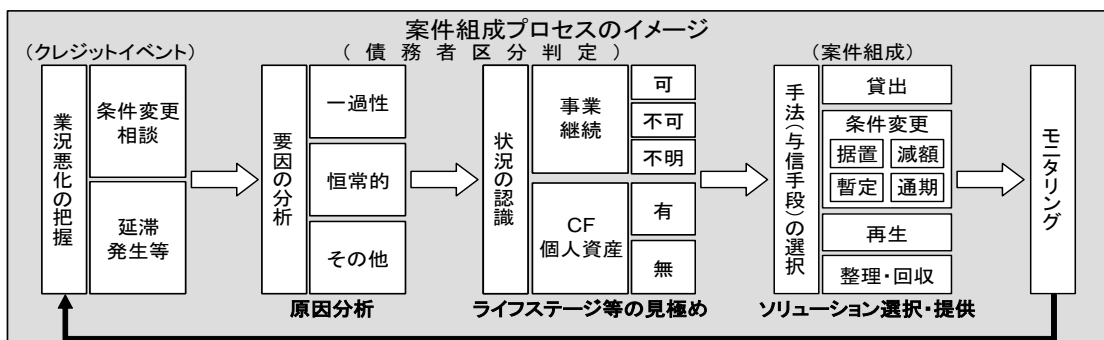 案件組成プロセスのイメージ
(クレジットイベント)
(債務者区分判定)
(案件組成)
業況悪化の把握
条件変更
相談
延滞
発生等
要因の分析
一過性
恒常的
その他
原因分析
状況の認識
事業
継続
可
不可
不明
CF
個人資産
有
無
ライフステージ等の見極め
手法(与信手段)の選択
貸出
条件変更
据置
減額
暫定
通期
再生
整理・回収
ソリューション選択・提供
モニタリング